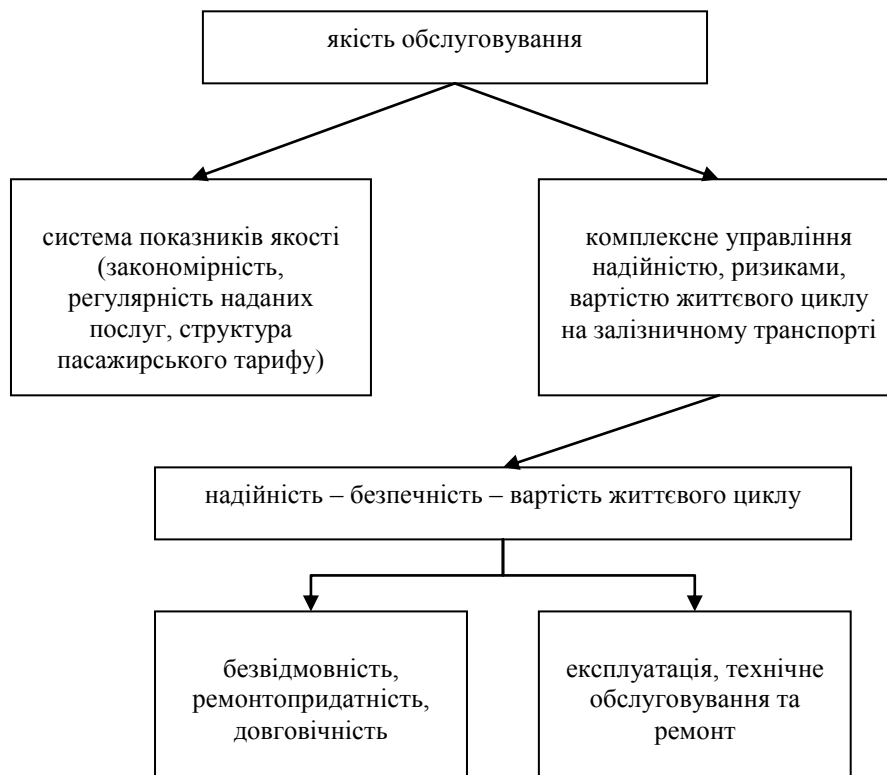 якість обслуговування
система показників якості
(закономірність,
регулярність наданих
послуг, структура
пасажирського тарифу)
комплексне управління
надійністю, ризиками,
вартістю життєвого циклу
на залізничному транспорті
надійність – безпечність – вартість життєвого циклу
безвідмовність,
ремонтопридатність,
довговічність
експлуатація, технічне
обслуговування та
ремонт